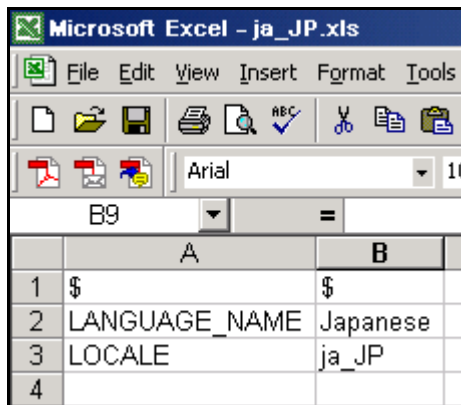 Microsoft Excel - ja_JP.xls
File Edit View Insert Format Tools
ABC
Arial
B9 =
A B
1 $ $
2 LANGUAGE_NAME Japanese
3 LOCALE ja_JP
4